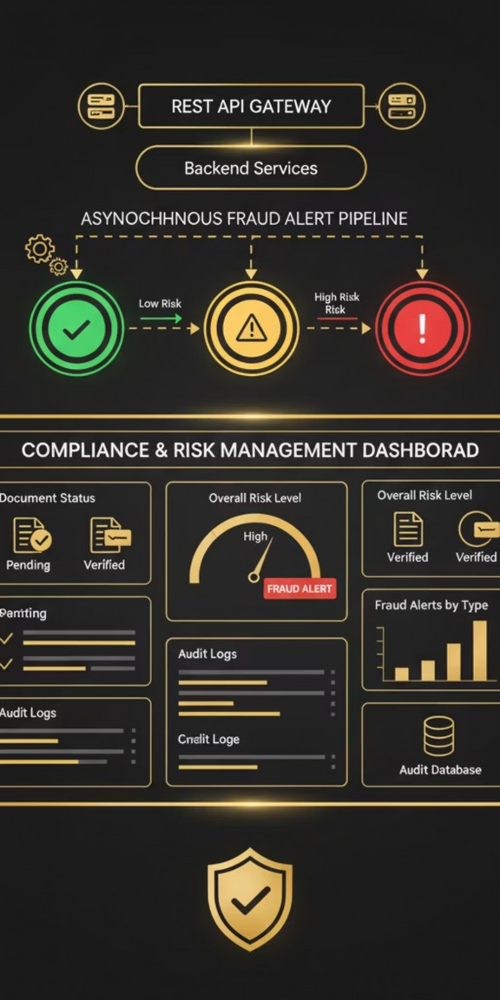 REST API GATEWAY
Backend Services
ASYNOCHHNOUS FRAUD ALERT PIPELINE
Low Risk
High Risk
Risk
COMPLIANCE & RISK MANAGEMENT DASHBORAD
Document Status
Pending
Verified
Pamting
Audit Logs
Overall Risk Level
High
FRAUD ALERT
Audit Logs
Cnalit Loge
Overall Risk Level
Verified
Verified
Fraud Alerts by Type
Audit Database